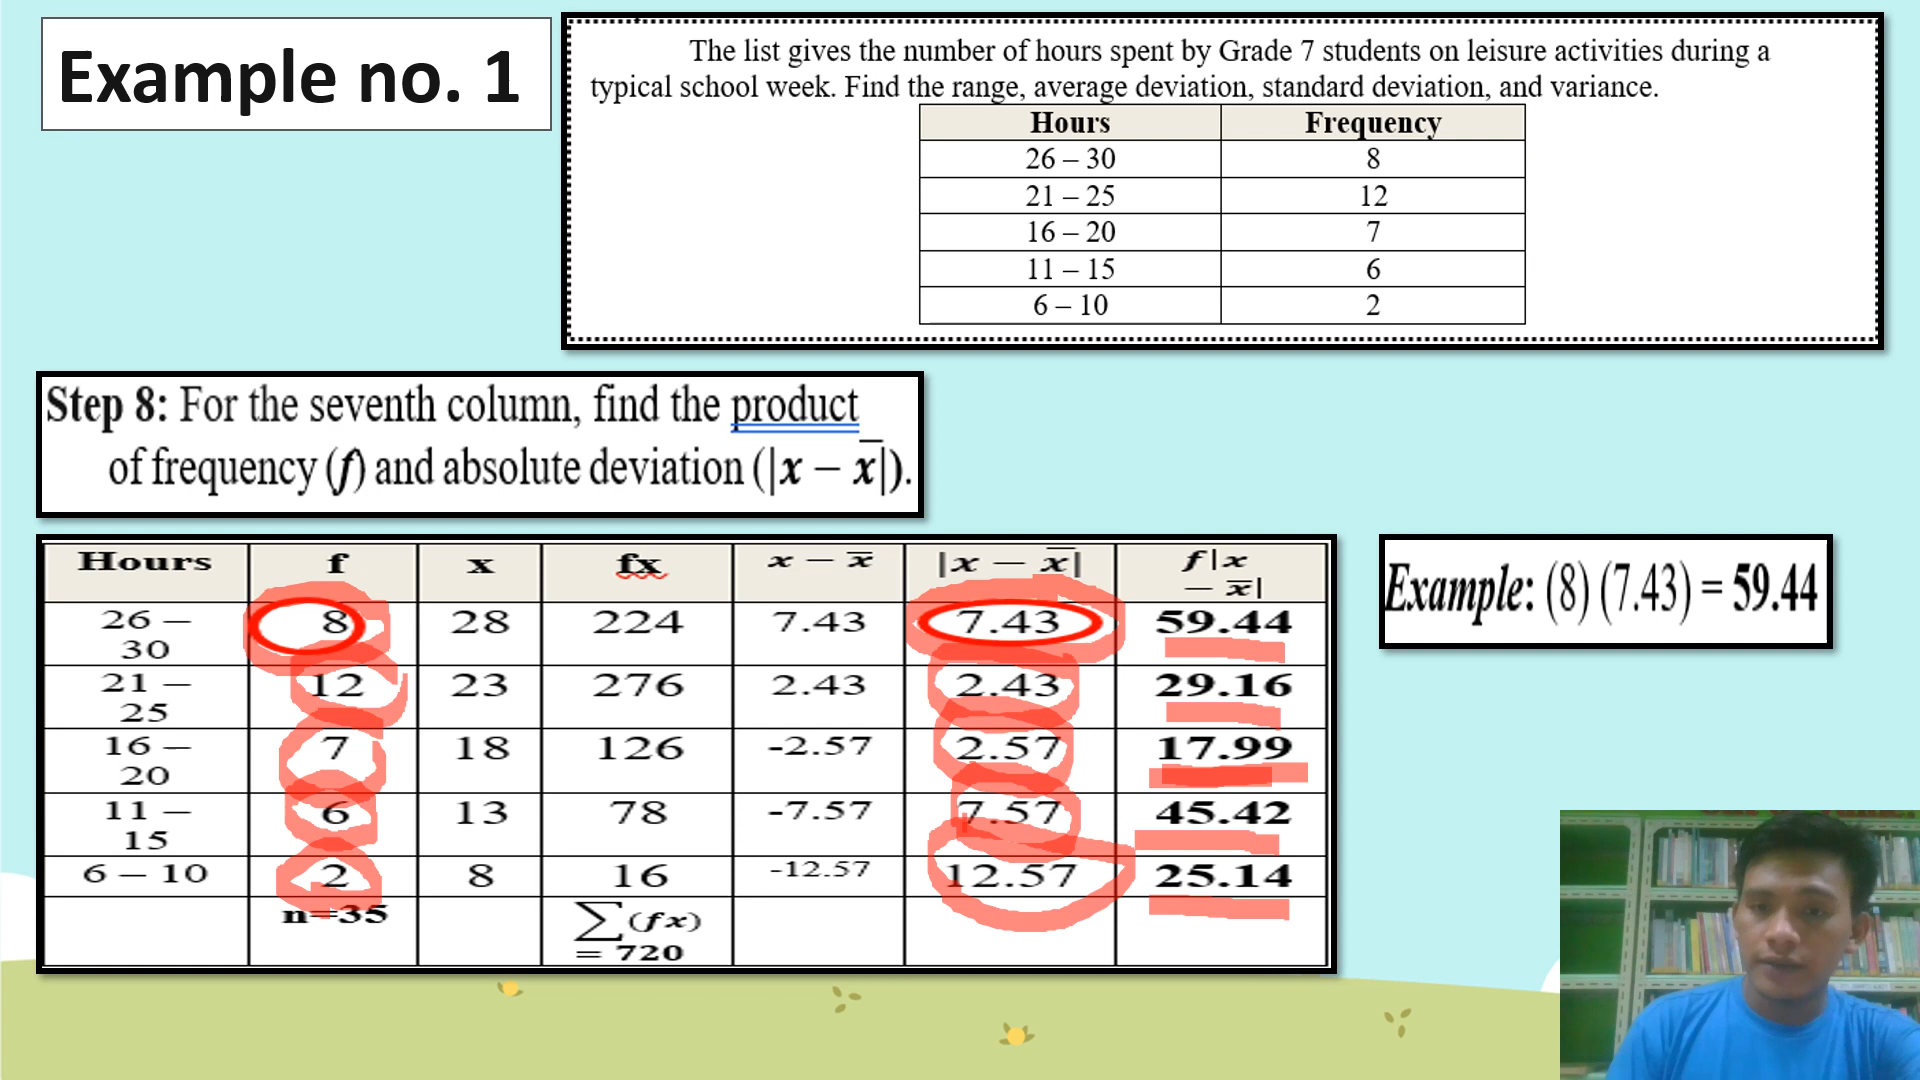 Example no. 1
The list gives the number of hours spent by Grade 7 students on leisure activities during a
typical school week. Find the range, average deviation, standard deviation, and variance.
Hours Frequency
26 – 30 8
21 – 25 12
16 – 20 7
11 – 15 6
6 – 10 2
Step 8: For the seventh column, find the product
of frequency (f) and absolute deviation (|x – x̅|).
Hours f x fx x – x̅ |x – x̅| f|x
– x̅|
26 –
30 8 28 224 7.43 7.43 59.44
21 –
25 12 23 276 2.43 2.43 29.16
16 –
20 7 18 126 -2.57 2.57 17.99
11 –
15 6 13 78 -7.57 7.57 45.42
6 – 10 2 8 16 -12.57 12.57 25.14
n=35 ∑(fx)
= 720
Example: (8) (7.43) = 59.44